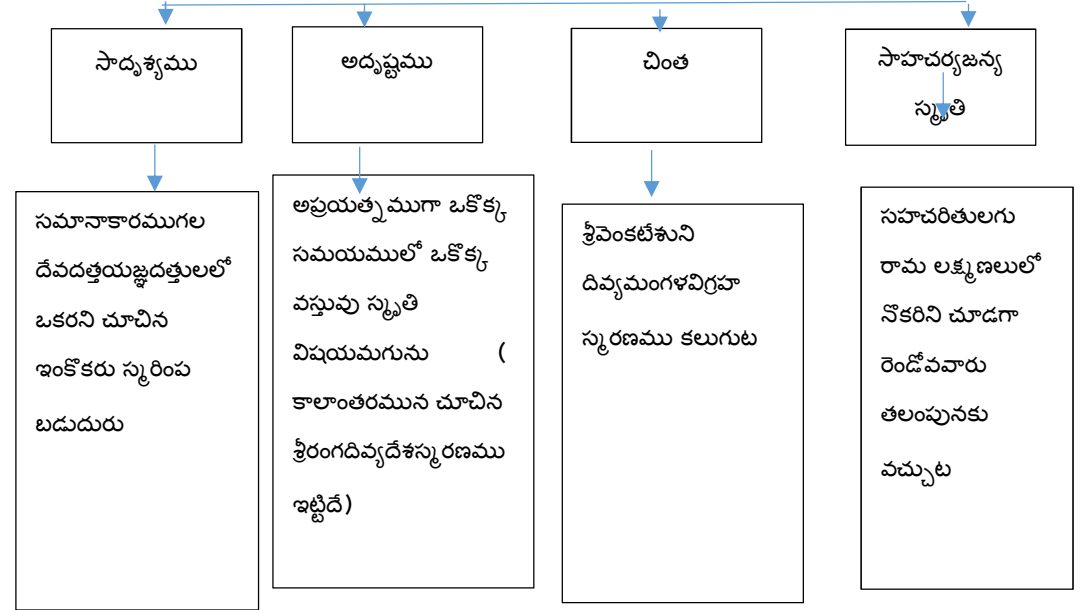 సాదృశ్యము
అదృష్టము
చింత
సాహచర్యజన్య
స్మృతి
సమానాకారముగల
దేవదత్తయజ్ఞదత్తులలో
ఒకరని చూచిన
ఇంకొకరు స్మరింప
బడుదురు
అప్రయత్నముగా ఒకొక్క
సమయములో ఒకొక్క
వస్తువు స్మృతి
విషయమగును (
కాలాంతరమున చూచిన
శ్రీరంగదివ్యదేశస్మరణము
ఇట్టిదే)
శ్రీవెంకటేశుని
దివ్యమంగళవిగ్రహ
స్మరణము కలుగుట
సహచరితులగు
రామ లక్ష్మణలులో
నొకరిని చూడగా
రెండోవవారు
తలంపునకు
వచ్చుట